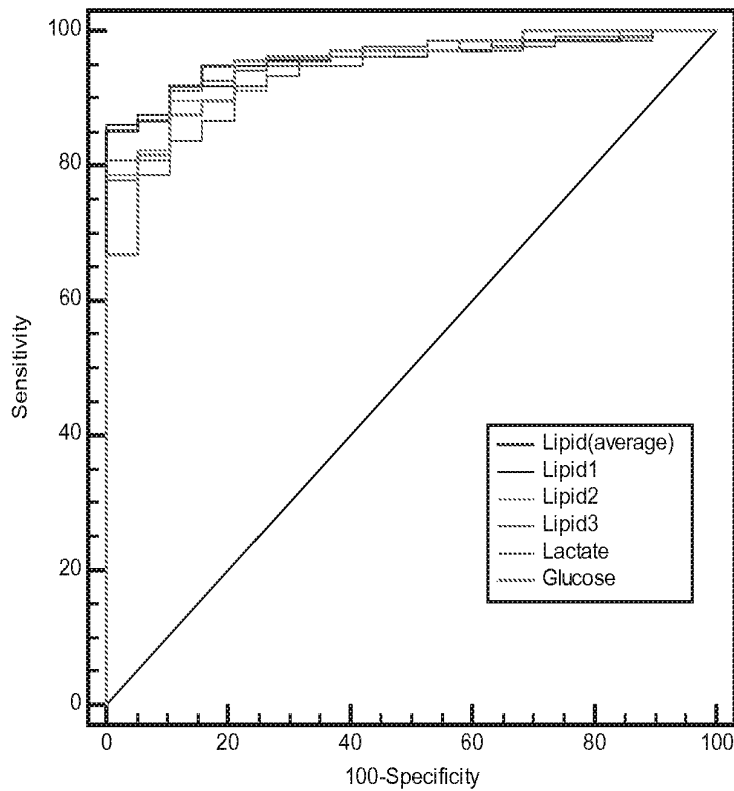 100
80
60
40
20
0
Sensitivity
Lipid(average)
Lipid1
Lipid2
Lipid3
Lactate
Glucose
0 20 40 60 80 100
100-Specificity